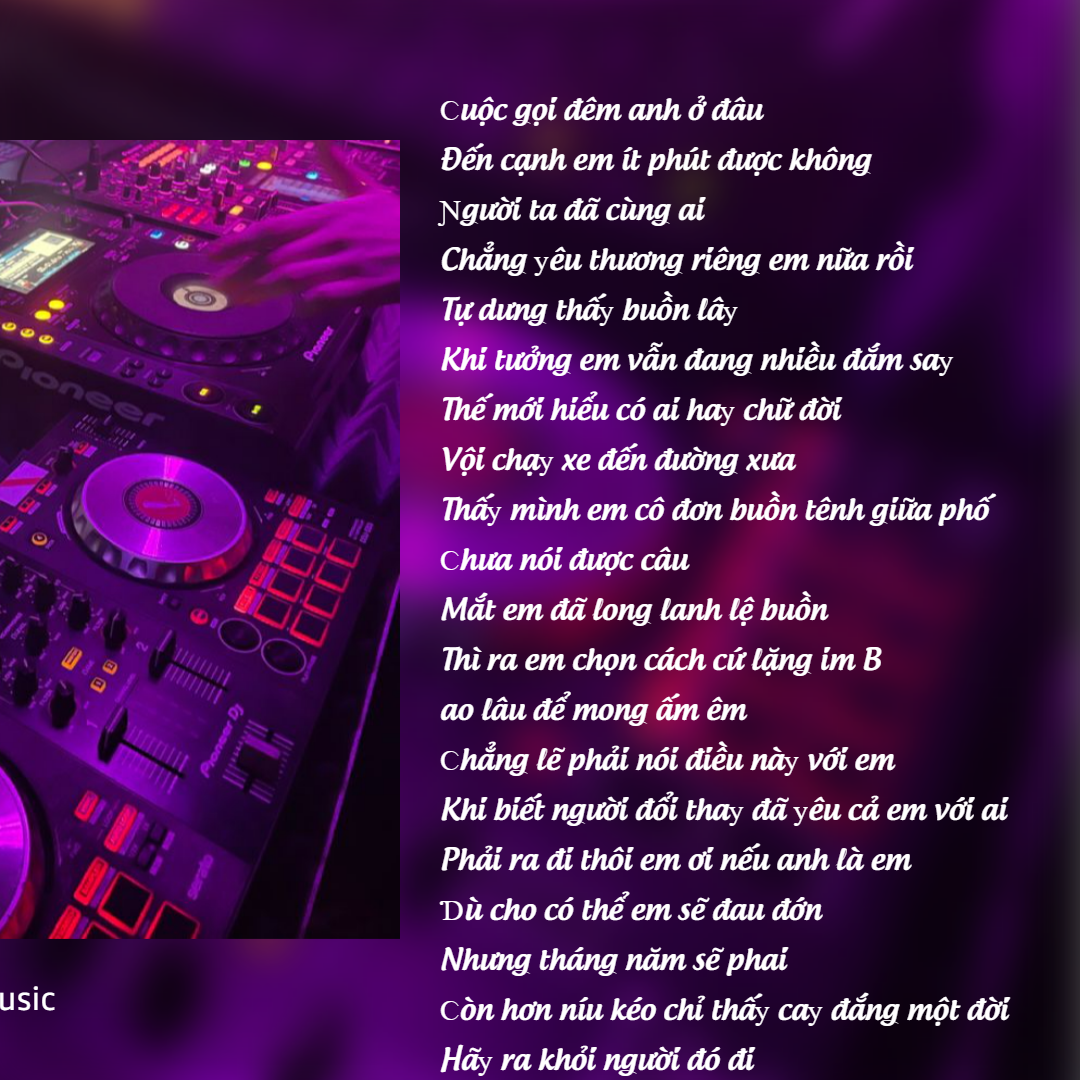 Cuộc gọi đêm anh ở đâu
Đến cạnh em ít phút được không
Người ta đã cùng ai
Chẳng yêu thương riêng em nữa rồi
Tự dưng thấy buồn lây
Khi tưởng em vẫn đang nhiều đắm say
Thế mới hiểu có ai hay chữ đời
Vội chạy xe đến đường xưa
Thấy mình em cô đơn buồn tênh giữa phố
Chưa nói được câu
Mắt em đã long lanh lệ buồn
Thì ra em chọn cách cứ lặng im B
ao lâu để mong ấm êm
Chẳng lẽ phải nói điều này với em
Khi biết người đổi thay đã yêu cả em với ai
Phải ra đi thôi em ơi nếu anh là em
Dù cho có thể em sẽ đau đớn
Nhưng tháng năm sẽ phai
Còn hơn níu kéo chỉ thấy cay đắng một đời
Hãy ra khỏi người đó đi
Pioneer
Pioneer
Pioneer DJ
serato
usic